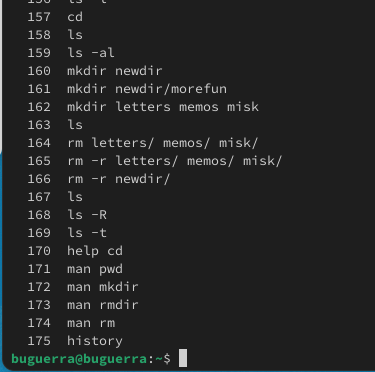 157 cd
158 ls
159 ls -al
160 mkdir newdir
161 mkdir newdir/morefun
162 mkdir letters memos misk
163 ls
164 rm letters/ memos/ misk/
165 rm -r letters/ memos/ misk/
166 rm -r newdir/
167 ls
168 ls -R
169 ls -t
170 help cd
171 man pwd
172 man mkdir
173 man rmdir
174 man rm
175 history
buguerra@buguerra:~$